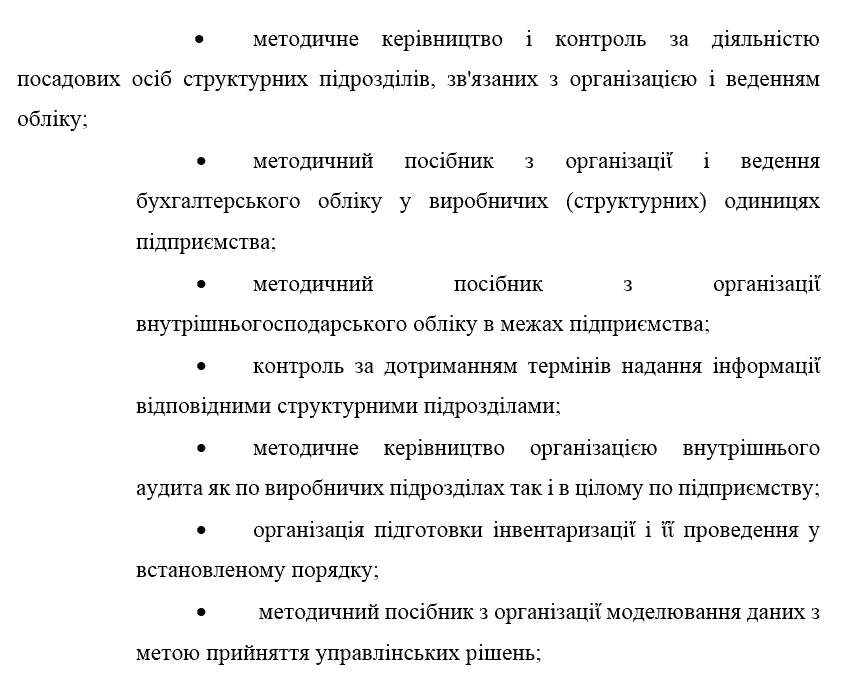 • методичне керівництво і контроль за діяльністю
посадових осіб структурних підрозділів, зв'язаних з організацією і веденням
обліку;
• методичний посібник з організації і ведення
бухгалтерського обліку у виробничих (структурних) одиницях
підприємства;
• методичний посібник з організації
внутрішньогосподарського обліку в межах підприємства;
• контроль за дотриманням термінів надання інформації
відповідними структурними підрозділами;
• методичне керівництво організацією внутрішнього
аудита як по виробничих підрозділах так і в цілому по підприємству;
• організація підготовки інвентаризації і її проведення у
встановленому порядку;
• методичний посібник з організації моделювання даних з
метою прийняття управлінських рішень;